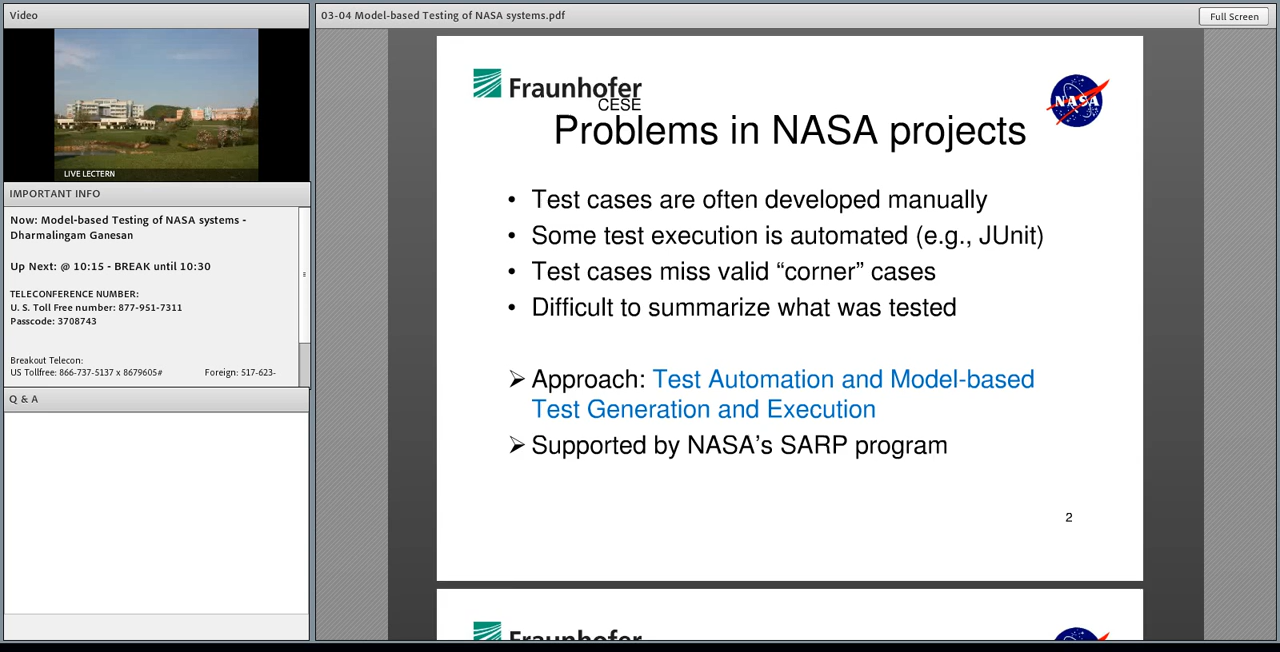 Video
LIVE LECTERN
IMPORTANT INFO
Now: Model-based Testing of NASA systems -
Dharmalingam Ganesan
Up Next: @ 10:15 - BREAK until 10:30
TELECONFERENCE NUMBER:
U. S. Toll Free number: 877-951-7311
Passcode: 3708743
Breakout Telecon:
US Tollfree: 866-737-5137 x 8679605# Foreign: 517-623-
Q & A
03-04 Model-based Testing of NASA systems.pdf
Full Screen
Fraunhofer
CESE
NASA
Problems in NASA projects
• Test cases are often developed manually
• Some test execution is automated (e.g., JUnit)
• Test cases miss valid “corner” cases
• Difficult to summarize what was tested
➢ Approach: Test Automation and Model-based
Test Generation and Execution
➢ Supported by NASA’s SARP program
2
Fraunhofer